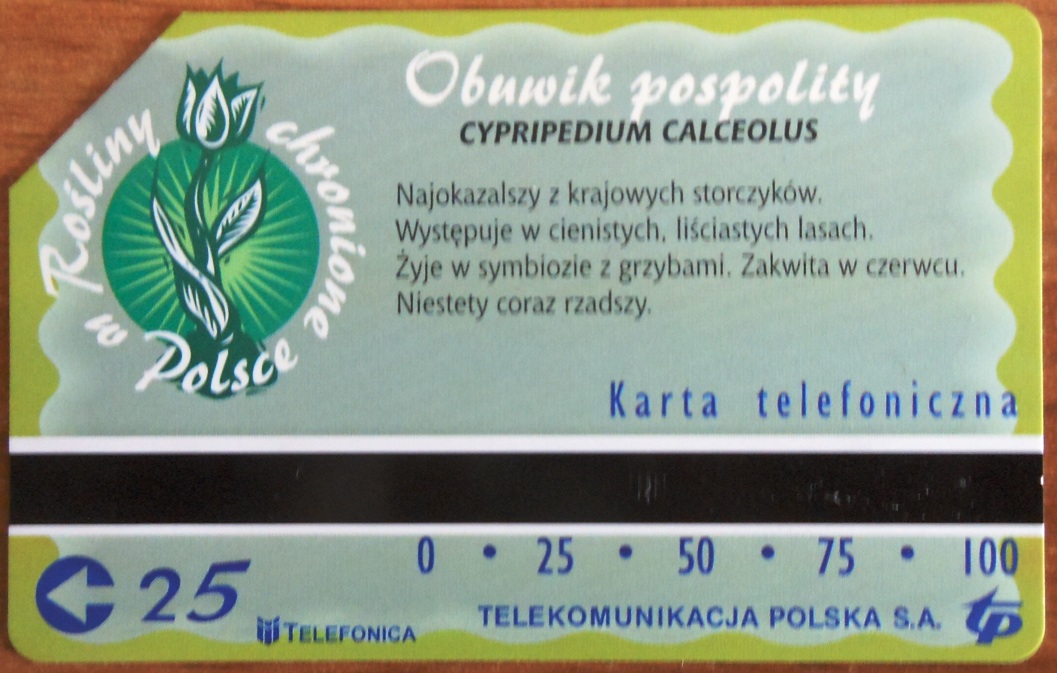 Rośliny chronione
w Polsce
Obuwik pospolity
CYPRIPEDIUM CALCEOLUS
Najokazalszy z krajowych storczyków.
Występuje w cienistych, liściastych lasach.
Żyje w symbiozie z grzybami. Zakwita w czerwcu.
Niestety coraz rzadszy.
Karta telefoniczna
0 • 25 • 50 • 75 • 100
25
TELEFONICA
TELEKOMUNIKACJA POLSKA S.A.
tp